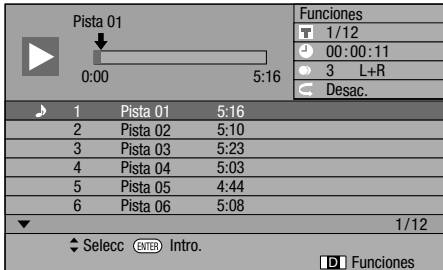 Pista 01
0:00 5:16
Funciones
T 1/12
00:00:11
3 L+R
Desac.
1 Pista 01 5:16
2 Pista 02 5:10
3 Pista 03 5:23
4 Pista 04 5:03
5 Pista 05 4:44
6 Pista 06 5:08
1/12
Selecc ENTER Intro.
D Funciones